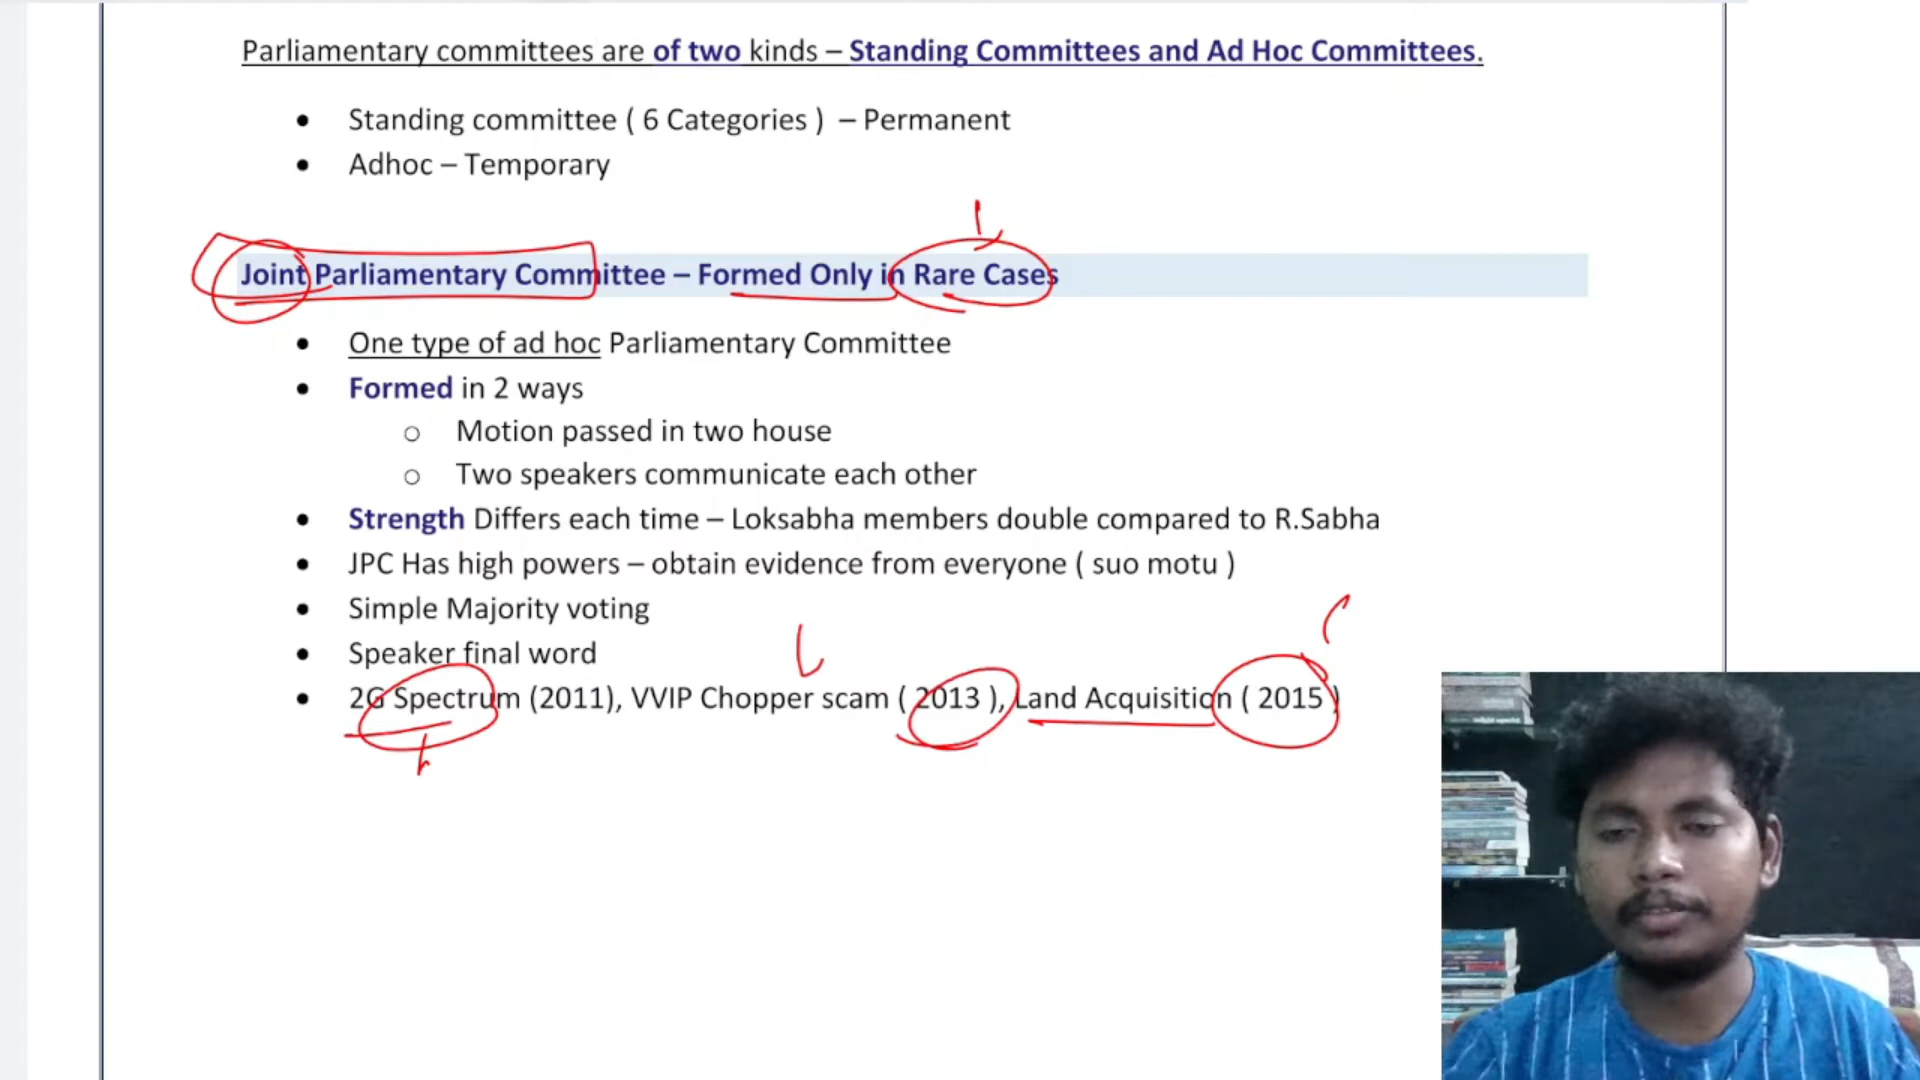 Parliamentary committees are of two kinds – Standing Committees and Ad Hoc Committees.
• Standing committee ( 6 Categories ) – Permanent
• Adhoc – Temporary
Joint Parliamentary Committee – Formed Only in Rare Cases
• One type of ad hoc Parliamentary Committee
• Formed in 2 ways
o Motion passed in two house
o Two speakers communicate each other
• Strength Differs each time – Loksabha members double compared to R.Sabha
• JPC Has high powers – obtain evidence from everyone ( suo motu )
• Simple Majority voting
• Speaker final word
• 2G Spectrum (2011), VVIP Chopper scam ( 2013 ), Land Acquisition ( 2015 )